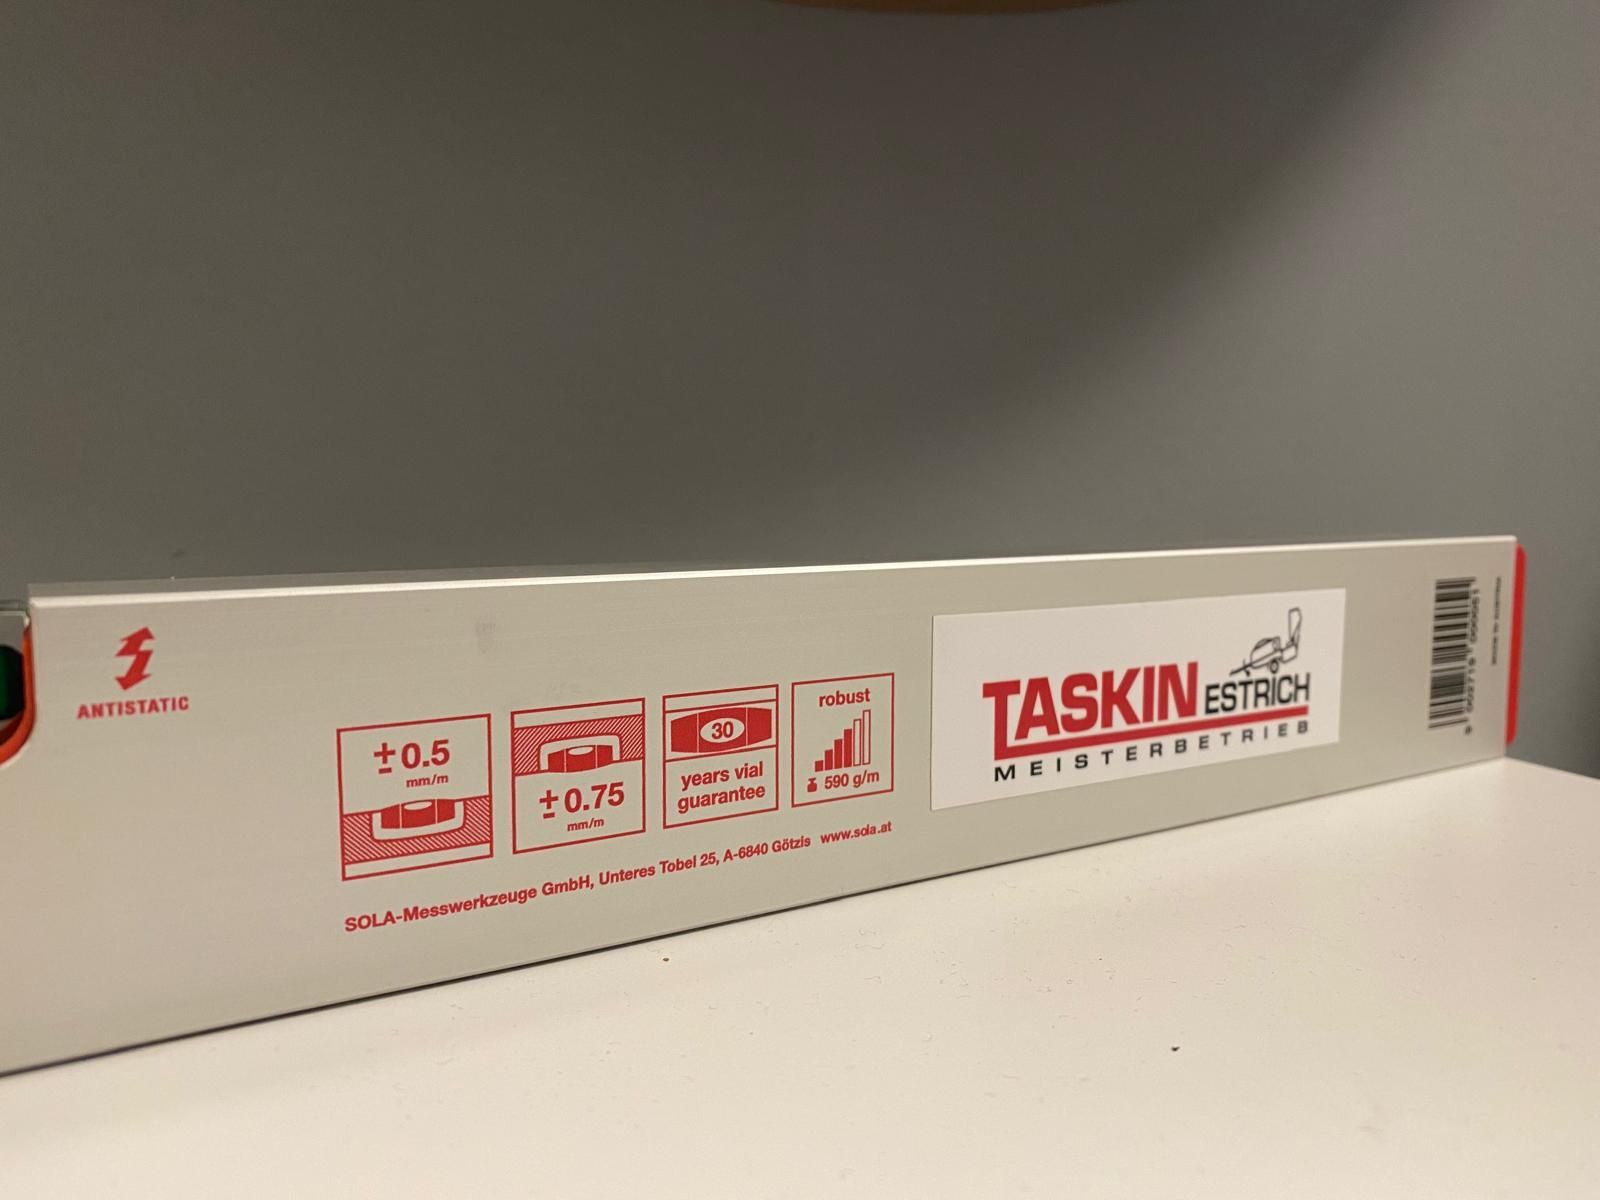 ANTISTATIC
±0.5
mm/m
±0.75
mm/m
30
years vial
guarantee
robust
590 g/m
SOLA-Messwerkzeuge GmbH, Unteres Tobel 25, A-6840 Götzis www.sola.at
TASKIN ESTRICH
MEISTERBETRIEB